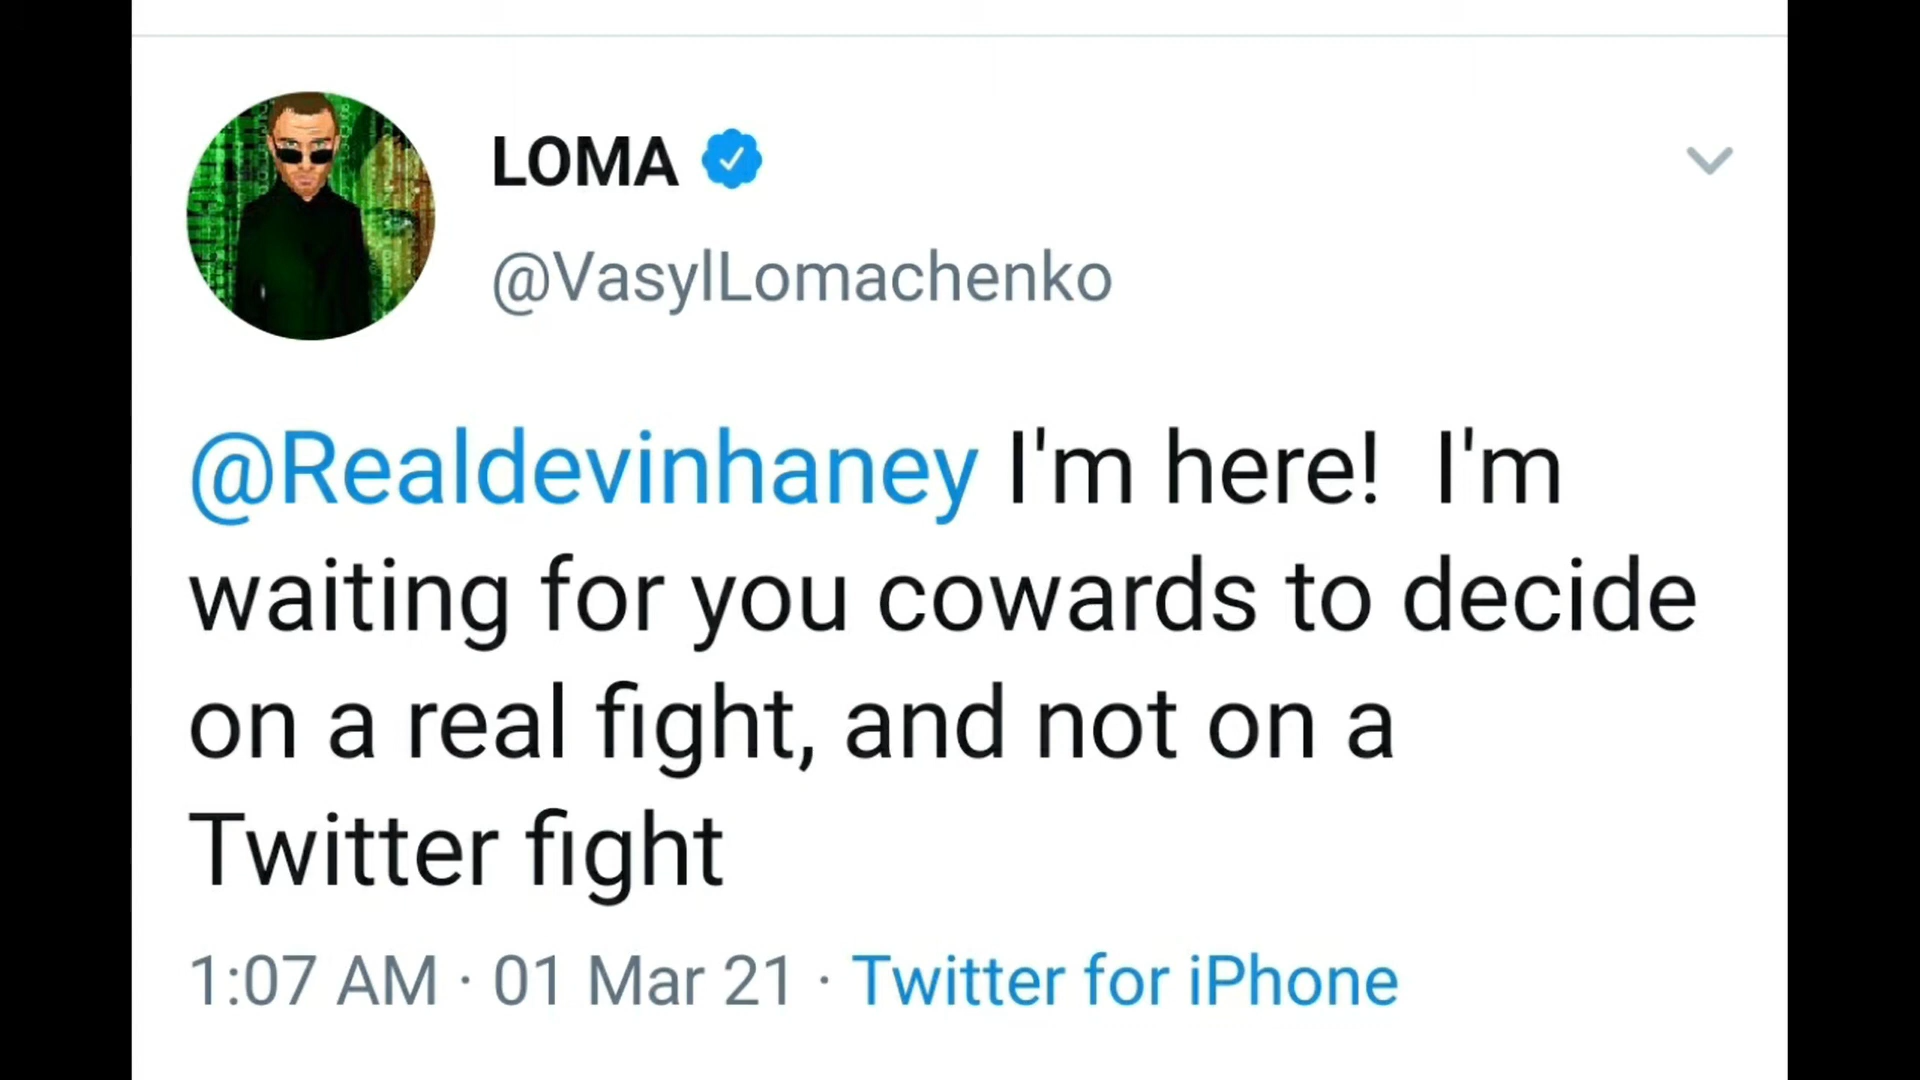 LOMA
@VasylLomachenko
@Realdevinhaney I'm here!  I'm
waiting for you cowards to decide
on a real fight, and not on a
Twitter fight
1:07 AM · 01 Mar 21 · Twitter for iPhone